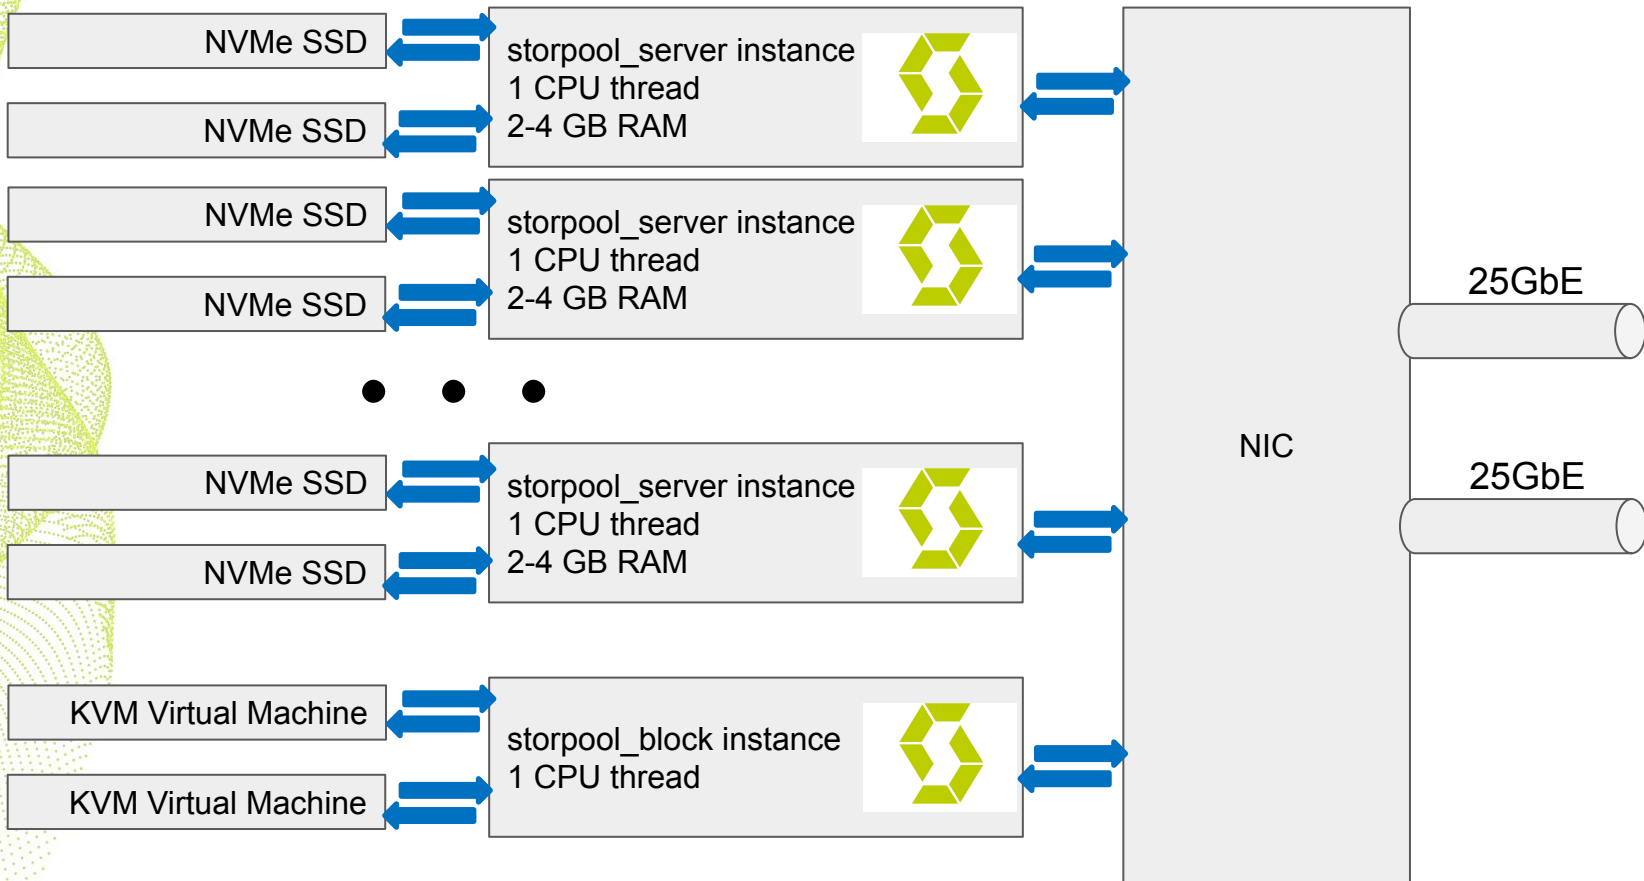 NVMe SSD
NVMe SSD
storpool_server instance
1 CPU thread
2-4 GB RAM
NVMe SSD
NVMe SSD
storpool_server instance
1 CPU thread
2-4 GB RAM
NVMe SSD
NVMe SSD
storpool_server instance
1 CPU thread
2-4 GB RAM
KVM Virtual Machine
KVM Virtual Machine
storpool_block instance
1 CPU thread
NIC
25GbE
25GbE